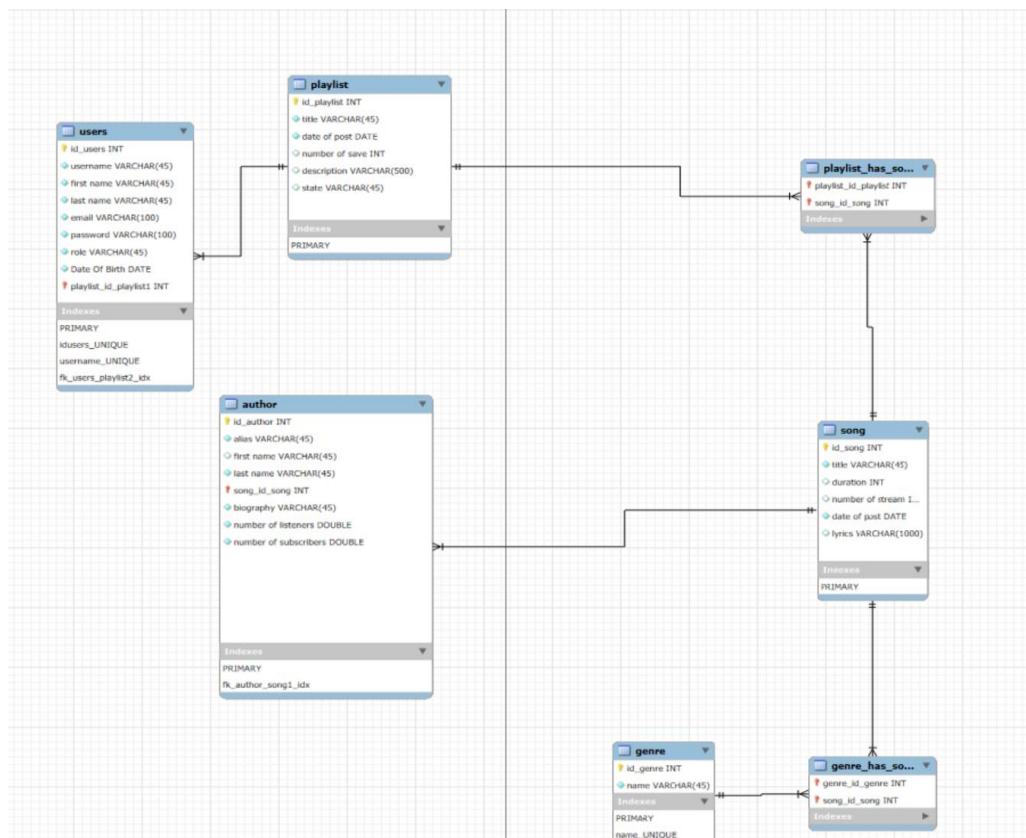 playlist
id_playlist INT
title VARCHAR(45)
date of post DATE
number of save INT
description VARCHAR(500)
state VARCHAR(45)
Indexes
PRIMARY
users
id_users INT
username VARCHAR(45)
first name VARCHAR(45)
last name VARCHAR(45)
email VARCHAR(100)
password VARCHAR(100)
role VARCHAR(45)
Date Of Birth DATE
playlist_id_playlist1 INT
Indexes
PRIMARY
idusers_UNIQUE
username_UNIQUE
fk_users_playlist2_idx
playlist_has_so...
playlist_id_playlist INT
song_id_song INT
Indexes
author
id_author INT
alias VARCHAR(45)
first name VARCHAR(45)
last name VARCHAR(45)
song_id_song INT
biography VARCHAR(45)
number of listeners DOUBLE
number of subscribers DOUBLE
Indexes
PRIMARY
fk_author_song1_idx
song
id_song INT
title VARCHAR(45)
duration INT
number of stream I...
date of past DATE
lyrics VARCHAR(1000)
Indexes
PRIMARY
genre
id_genre INT
name VARCHAR(45)
Indexes
PRIMARY
name_UNIQUE
genre_has_so...
genre_id_genre INT
song_id_song INT
Indexes